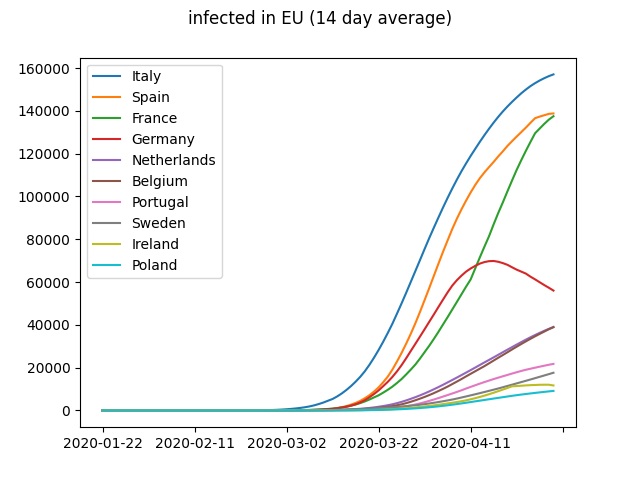 infected in EU (14 day average)
160000
140000
120000
100000
80000
60000
40000
20000
0
Italy
Spain
France
Germany
Netherlands
Belgium
Portugal
Sweden
Ireland
Poland
2020-01-22 2020-02-11 2020-03-02 2020-03-22 2020-04-11